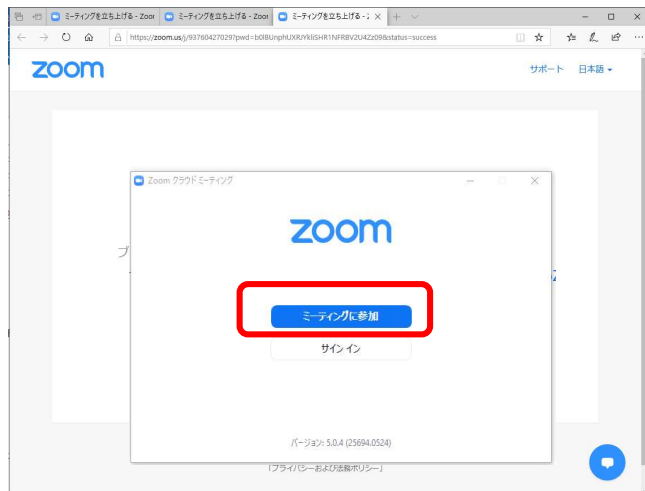 ミーティングを立ち上げる - Zoor
ミーティングを立ち上げる - Zoor
ミーティングを立ち上げる - Z
https://zoom.us/j/93760427029?pwd=
status=success
zoom
サポート 日本語
Zoom クラウドミーティング
zoom
ブ
ミーティングに参加
サイン イン
バージョン: 5.0.4 (25694.0524)
「プライバシーおよび法務ポリシー」